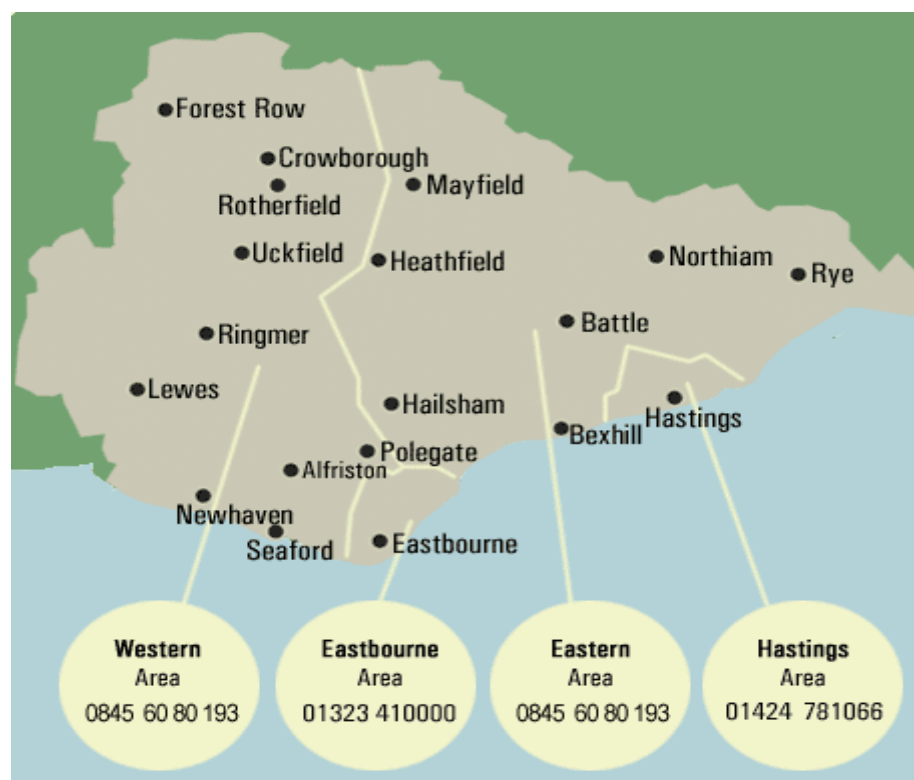 Forest Row
Crowborough
Mayfield
Rotherfield
Uckfield
Heathfield
Northiam
Rye
Battle
Ringmer
Lewes
Hailsham
Hastings
Bexhill
Polegate
Alfriston
Newhaven
Seaford
Eastbourne
Western
Area
0845 60 80 193
Eastbourne
Area
01323 410000
Eastern
Area
0845 60 80 193
Hastings
Area
01424 781066